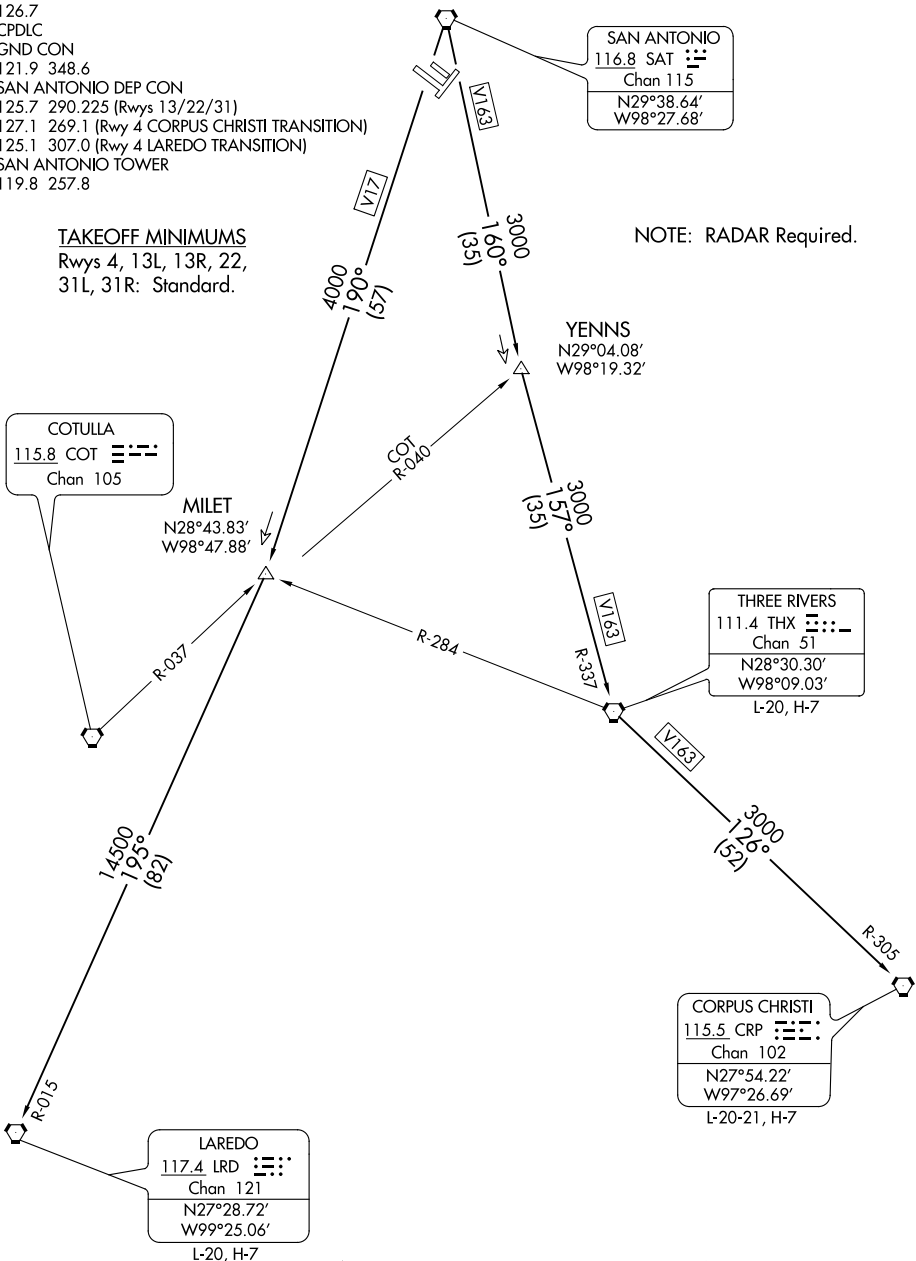 126.7
CPDLC
GND CON
121.9 348.6
SAN ANTONIO DEP CON
125.7 290.225 (Rwys 13/22/31)
127.1 269.1 (Rwy 4 CORPUS CHRISTI TRANSITION)
125.1 307.0 (Rwy 4 LAREDO TRANSITION)
SAN ANTONIO TOWER
119.8 257.8
SAN ANTONIO
116.8 SAT
Chan 115
N29°38.64'
W98°27.68'
V163
V17
TAKEOFF MINIMUMS
Rwys 4, 13L, 13R, 22,
31L, 31R: Standard.
NOTE: RADAR Required.
3000
160°
(35)
4000
190°
(57)
YENNS
N29°04.08'
W98°19.32'
COTULLA
115.8 COT
Chan 105
COT
R-040
MILET
N28°43.83'
W98°47.88'
3000
157°
(35)
V163
R-337
R-284
R-037
THREE RIVERS
111.4 THX
Chan 51
N28°30.30'
W98°09.03'
L-20, H-7
V163
3000
126°
(52)
14500
195°
(82)
R-305
CORPUS CHRISTI
115.5 CRP
Chan 102
N27°54.22'
W97°26.69'
L-20-21, H-7
R-015
LAREDO
117.4 LRD
Chan 121
N27°28.72'
W99°25.06'
L-20, H-7